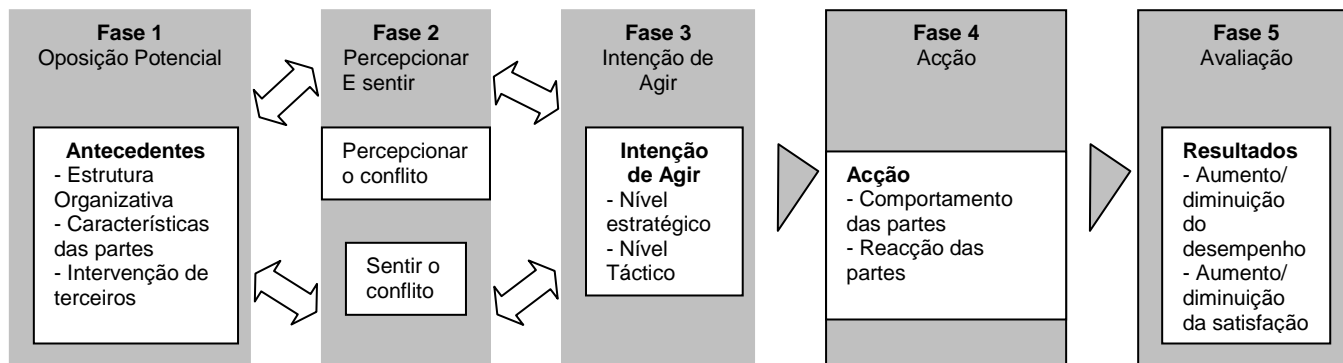 Fase 1
Oposição Potencial
Antecedentes
- Estrutura
Organizativa
- Características
das partes
- Intervenção de
terceiros
Fase 2
Percepcionar
E sentir
Percepcionar
o conflito
Sentir o
conflito
Fase 3
Intenção de
Agir
Intenção
de Agir
- Nível
estratégico
- Nível
Táctico
Fase 4
Acção
Acção
- Comportamento
das partes
- Reacção das
partes
Fase 5
Avaliação
Resultados
- Aumento/
diminuição
do
desempenho
- Aumento/
diminuição
da satisfação